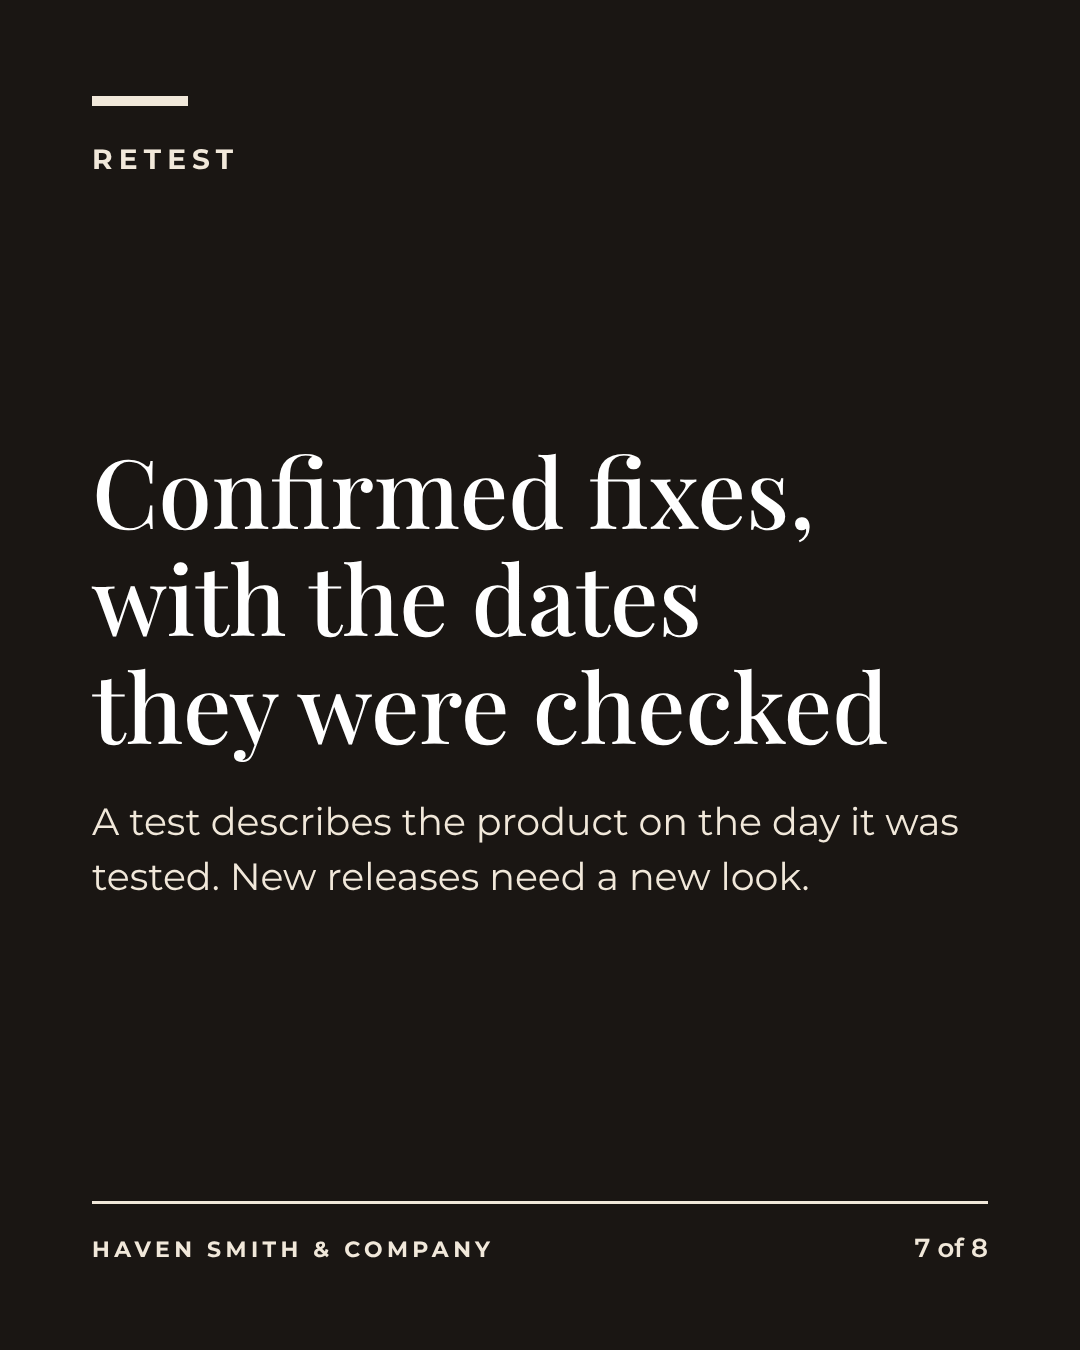 RETEST
Confirmed fixes,
with the dates
they were checked
A test describes the product on the day it was
tested. New releases need a new look.
HAVEN SMITH & COMPANY
7 of 8